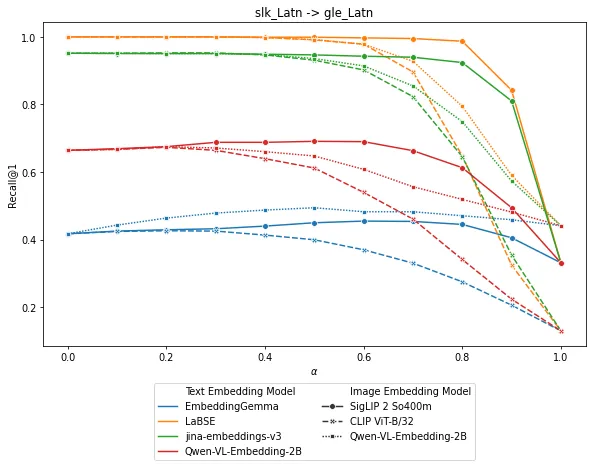 slk_Latn -> gle_Latn
Recall@1
1.0
0.8
0.6
0.4
0.2
0.0 0.2 0.4 0.6 0.8 1.0
α
Text Embedding Model Image Embedding Model
EmbeddingGemma SigLIP 2 So400m
LaBSE CLIP ViT-B/32
jina-embeddings-v3 Qwen-VL-Embedding-2B
Qwen-VL-Embedding-2B